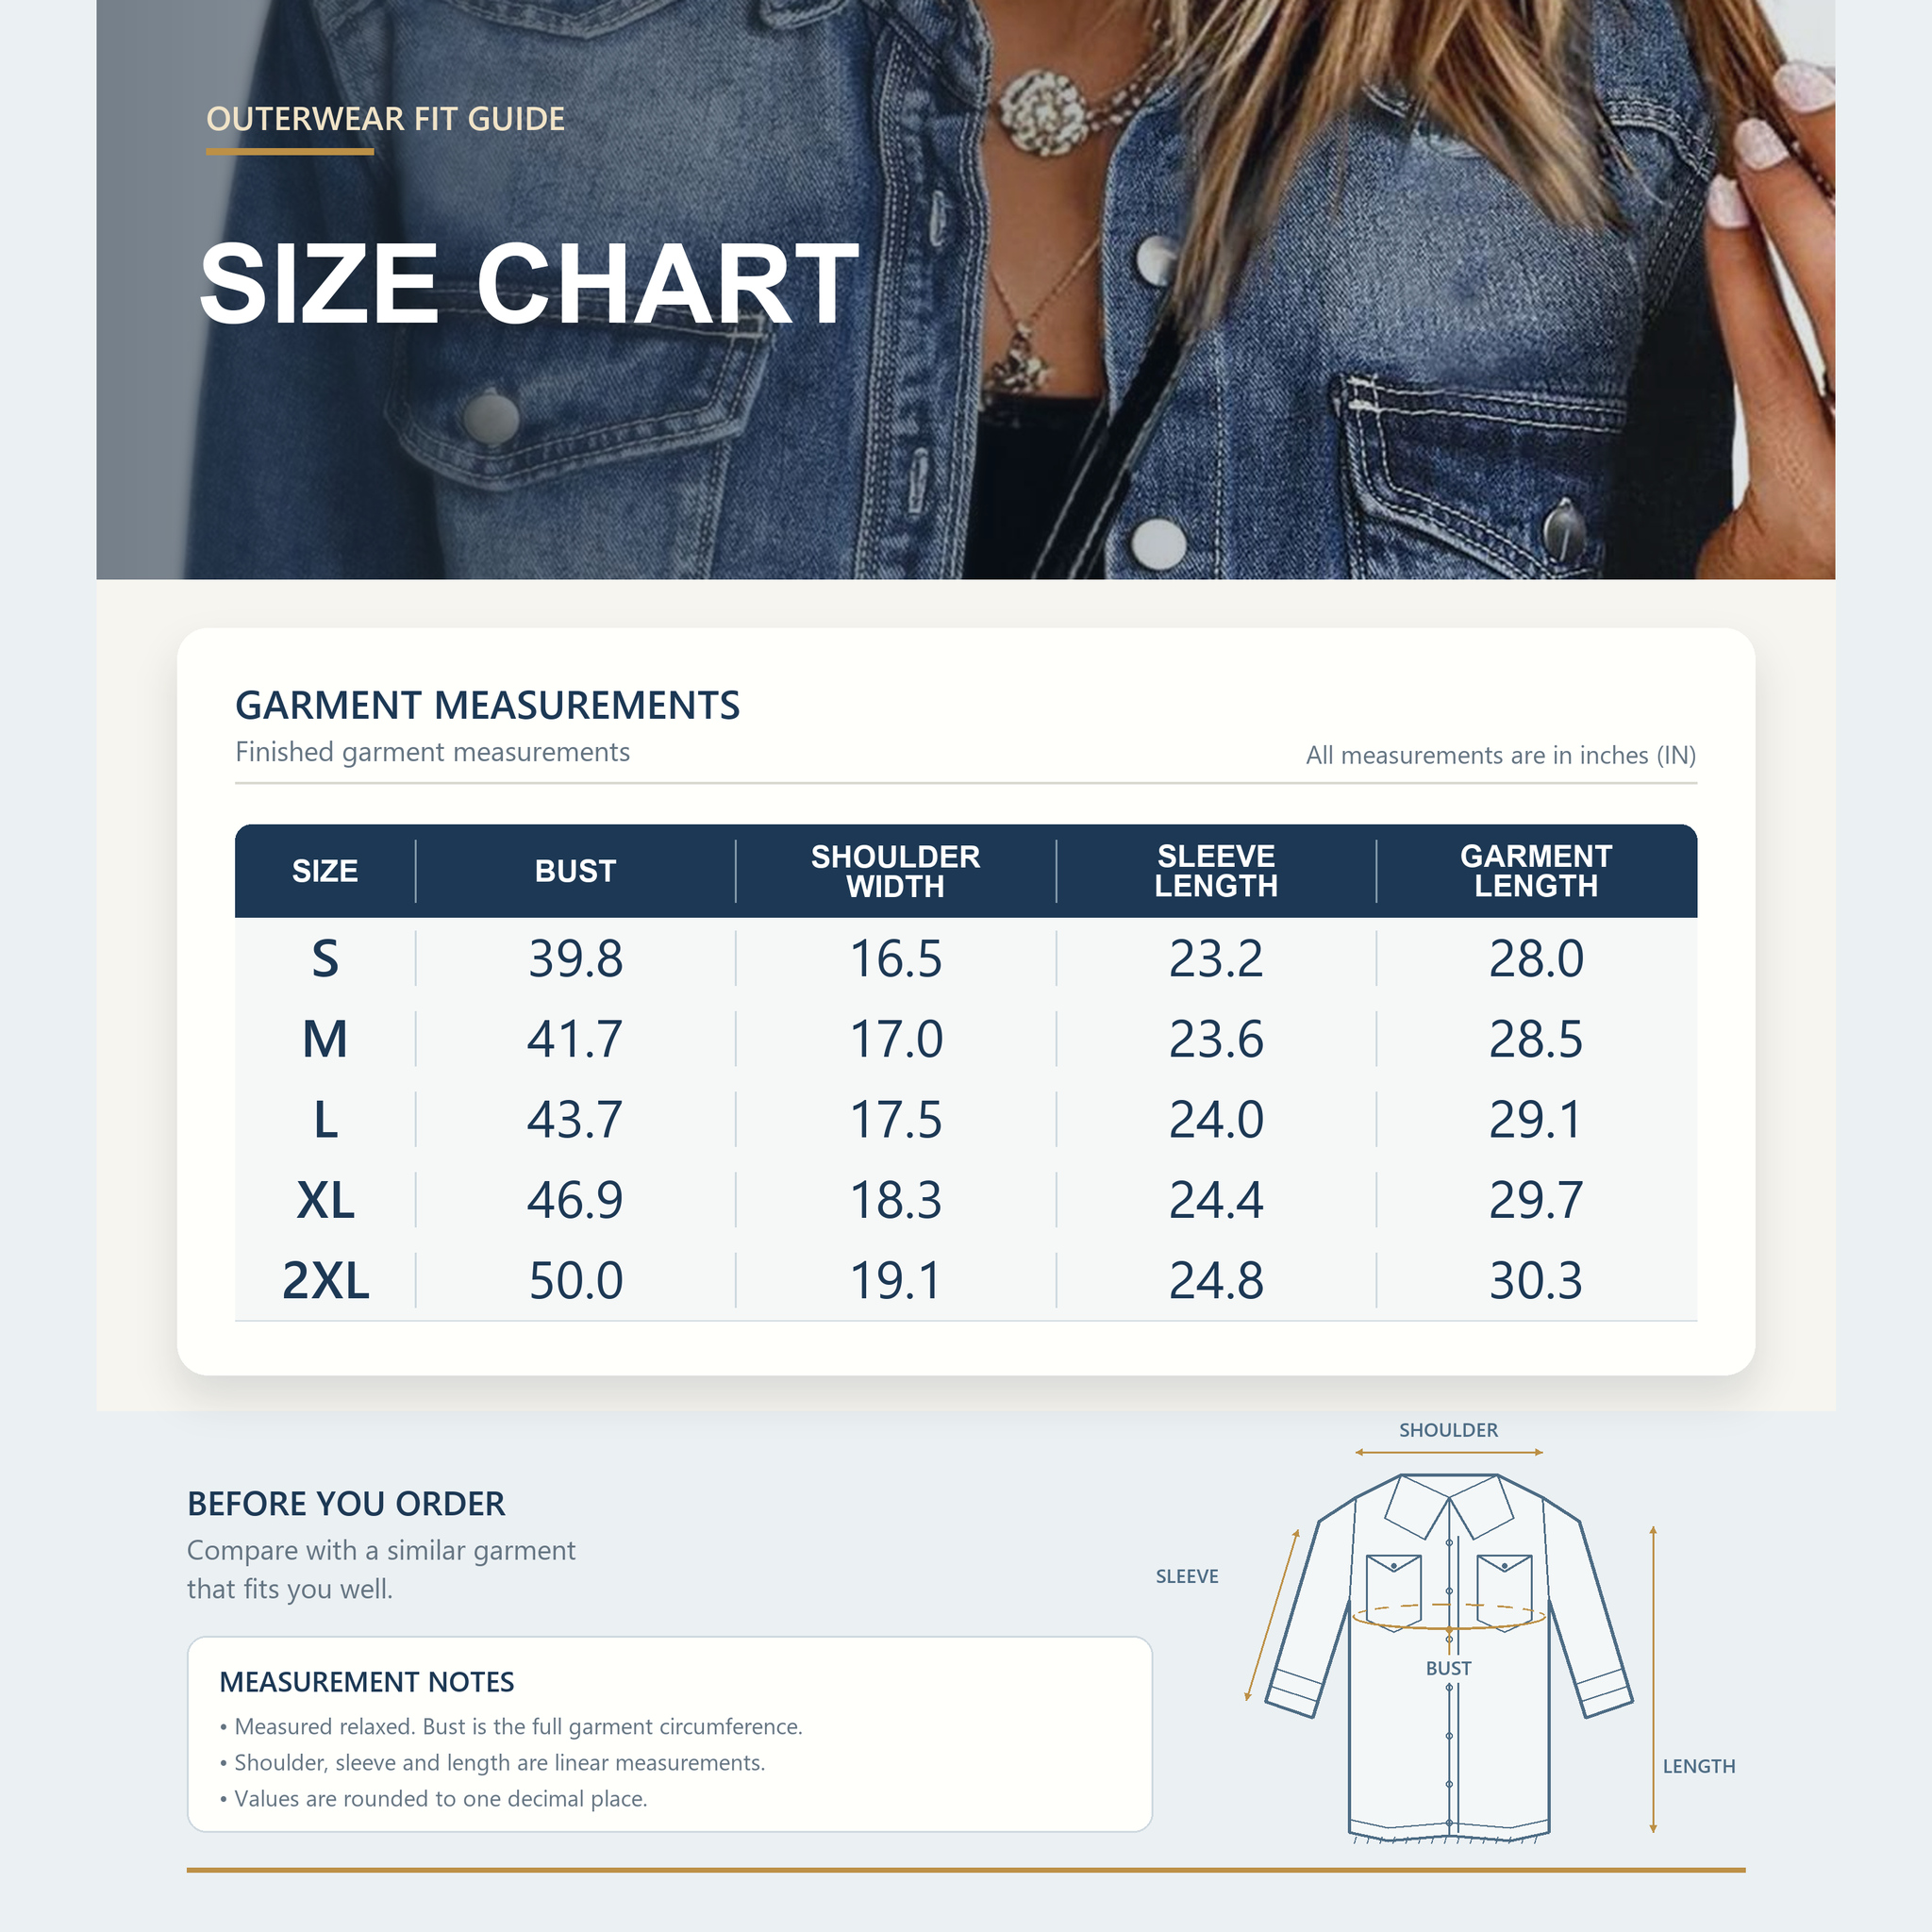 OUTERWEAR FIT GUIDE
SIZE CHART
GARMENT MEASUREMENTS
Finished garment measurements
All measurements are in inches (IN)
SIZE BUST SHOULDER WIDTH SLEEVE LENGTH GARMENT LENGTH
S 39.8 16.5 23.2 28.0
M 41.7 17.0 23.6 28.5
L 43.7 17.5 24.0 29.1
XL 46.9 18.3 24.4 29.7
2XL 50.0 19.1 24.8 30.3
BEFORE YOU ORDER
Compare with a similar garment
that fits you well.
MEASUREMENT NOTES
• Measured relaxed. Bust is the full garment circumference.
• Shoulder, sleeve and length are linear measurements.
• Values are rounded to one decimal place.
SHOULDER
SLEEVE
BUST
LENGTH